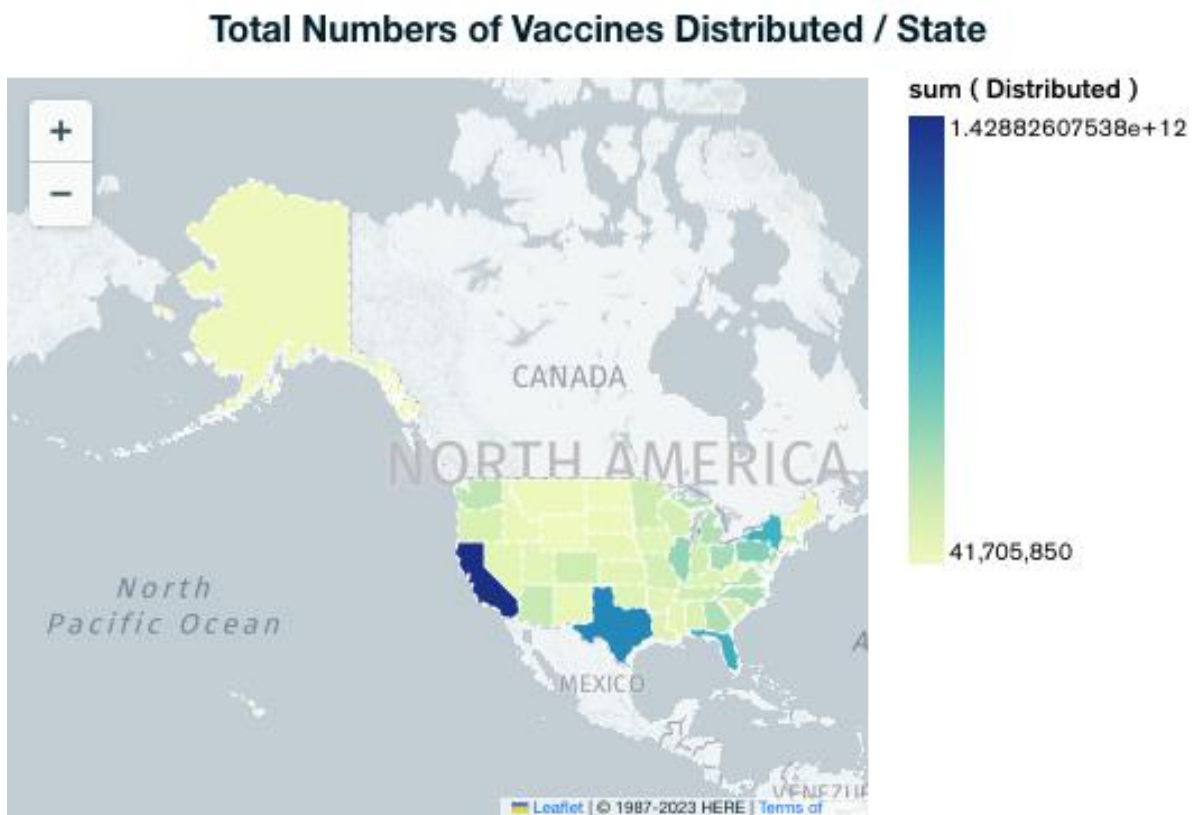 Total Numbers of Vaccines Distributed / State
sum ( Distributed )
1.42882607538e+12
41,705,850
+
−
CANADA
NORTH AMERICA
North
Pacific Ocean
A
MEXICO
VENEZUE
Leaflet | © 1987-2023 HERE | Terms of